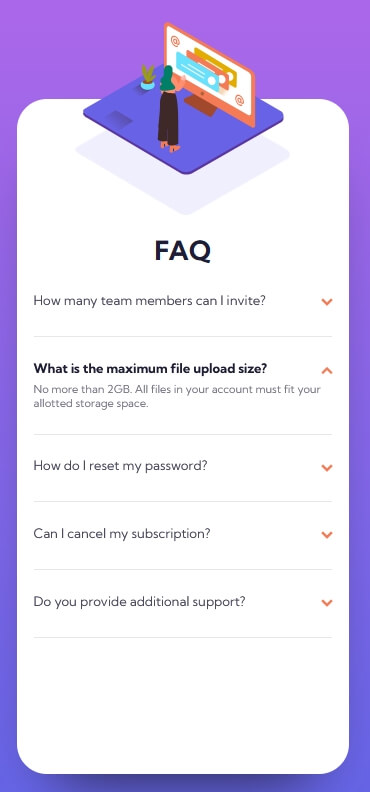 FAQ
How many team members can I invite?
What is the maximum file upload size?
No more than 2GB. All files in your account must fit your
allotted storage space.
How do I reset my password?
Can I cancel my subscription?
Do you provide additional support?